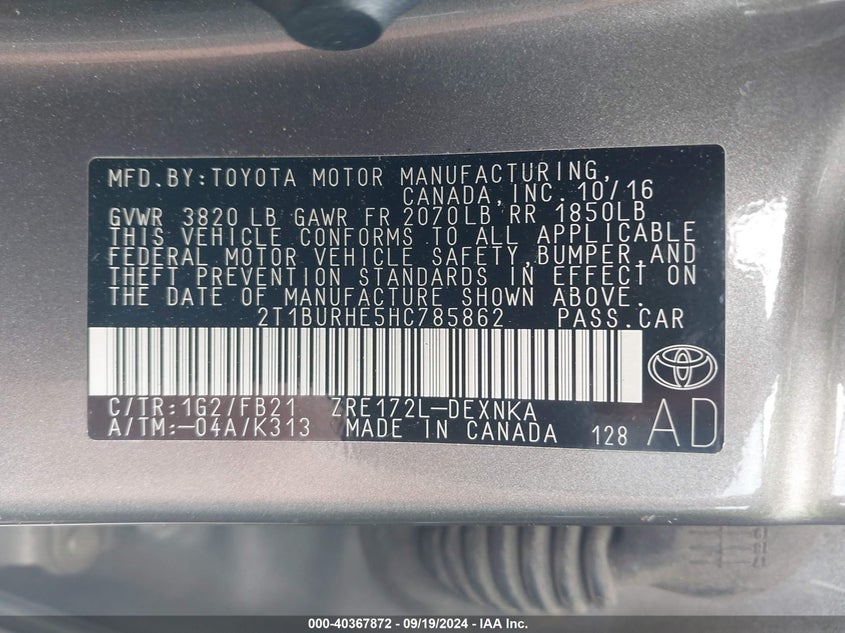 MFD.BY:TOYOTA MOTOR MANUFACTURING,
CANADA,INC. 10/16
GVWR 3820 LB GAWR FR 2070LB RR 1850LB
THIS VEHICLE CONFORMS TO ALL APPLICABLE
FEDERAL MOTOR VEHICLE SAFETY,BUMPER,AND
THEFT PREVENTION STANDARDS IN EFFECT ON
THE DATE OF MANUFACTURE SHOWN ABOVE.
2T1BURHE5HC785862 PASS.CAR
C/TR:1G2/FB21 ZRE172L-DEXNKA
A/TM:-04A/K313 MADE IN CANADA 128 AD
000-40367872 - 09/19/2024 - IAA Inc.